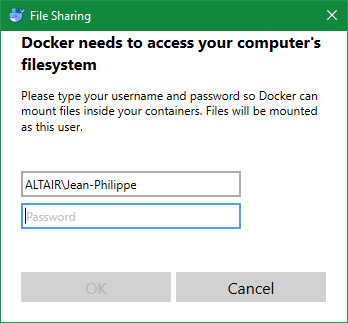 File Sharing
Docker needs to access your computer's
filesystem
Please type your username and password so Docker can
mount files inside your containers. Files will be mounted
as this user.
ALTAIR\Jean-Philippe
Password
OK
Cancel